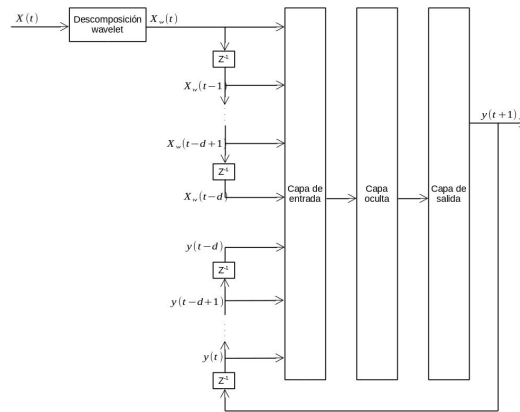 X(t)
Descomposición
wavelet
X_w(t)
Z⁻¹
X_w(t−1)
y(t+1)
X_w(t−d+1)
Z⁻¹
X_w(t−d)
Capa de
entrada
Capa
oculta
Capa de
salida
y(t−d)
Z⁻¹
y(t−d+1)
y(t)
Z⁻¹